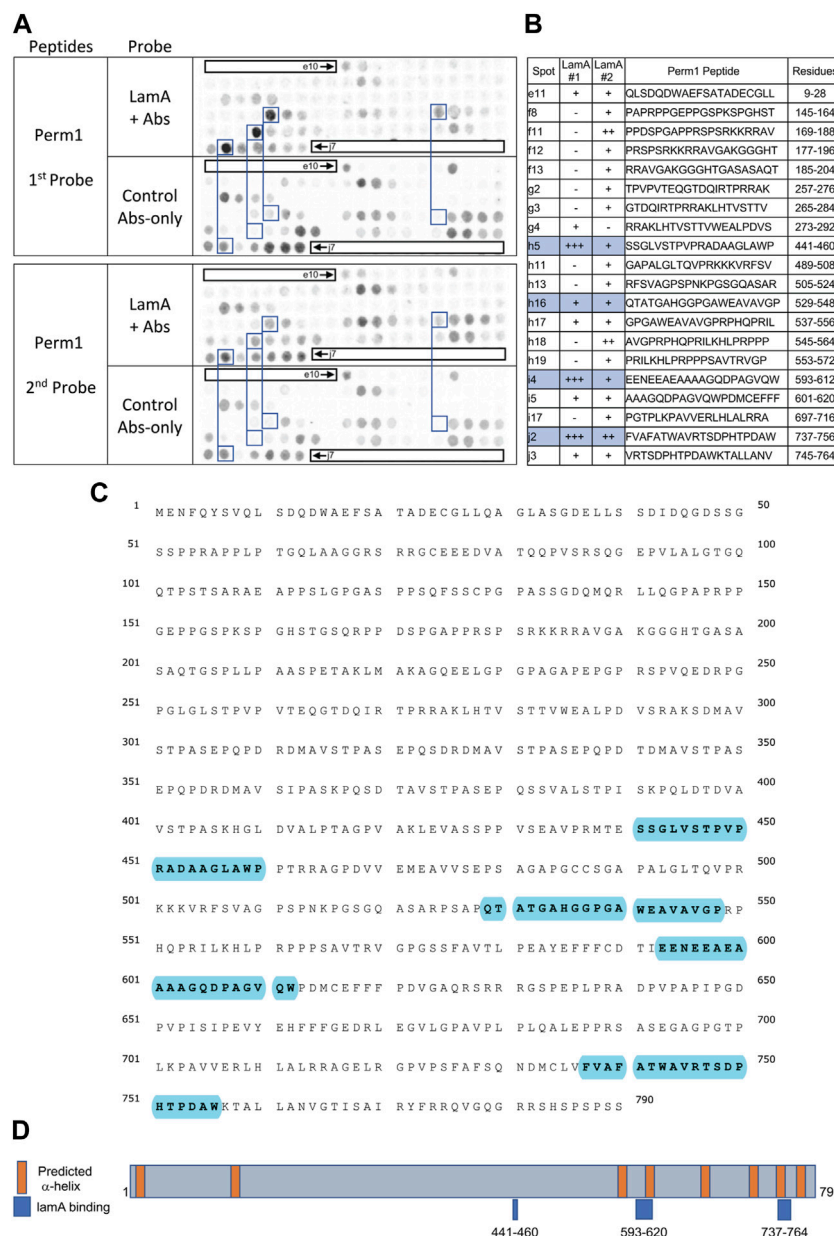 A
Peptides Probe
Perm1
1st Probe
LamA
+ Abs
e10
j7
Control
Abs-only
e10
j7
Perm1
2nd Probe
LamA
+ Abs
e10
j7
Control
Abs-only
e10
j7
B
Spot LamA #1 LamA #2 Perm1 Peptide Residues
e11 + + QLSDQDWAEFSATADECGLL 9-28
f8 - + PAPRPPGEPPGSPKSPGHST 145-164
f11 - ++ PPDSPGAPPRSPSRKKRRAV 169-188
f12 - + PRSPSRKKRRAVGAKGGGHT 177-196
f13 - + RRAVGAKGGGHTGASASAQT 185-204
g2 - + TPVPVTEQGTDQIRTPRRAK 257-276
g3 - + GTDQIRTPRRAKLHTVSTTV 265-284
g4 + - RRAKLHTVSTTVWEALPDVS 273-292
h5 +++ + SSGLVSTPVPRADAAGLAWP 441-460
h11 - + GAPALGLTQVPRKKKVRFSV 489-508
h13 - + RFSVAGPSPNKPGSGQASAR 505-524
h16 + + QTATGAHGGPGAWEAVAVGP 529-548
h17 + + GPGAWEAVAVGPRPHQPRIL 537-556
h18 - ++ AVGPRPHQPRILKHLPRPPP 545-564
h19 - + PRILKHLPRPPPSAVTRVGP 553-572
i4 +++ + EENEEAEAAAAGQDPAGVQW 593-612
i5 + + AAAGQDPAGVQWPDMCEFFF 601-620
i17 - + PGTPLKPAVVERLHLALRRA 697-716
j2 +++ ++ FVAFATWAVRTSDPHTPDAW 737-756
j3 + + VRTSDPHTPDAWKTALLANV 745-764
C
1 MENFQYSVQL SDQDWAEFSA TADECGLLQA GLASGDELLS SDIDQGDSSG 50
51 SSPPRAPPLP TGQLAAGGRS RRGCEEEDVA TQQPVSRSQG EPVLALGTGQ 100
101 QTPSTSARAE APPSLGPGAS PPSQFSSCPG PASSGDQMQR LLQGPAPRPP 150
151 GEPPGSPKSP GHSTGSQRPP DSPGAPPRSP SRKKRRAVGA KGGGHTGASA 200
201 SAQTGSPLLP AASPETAKLM AKAGQEELGP GPAGAPEPGP RSPVQEDRPG 250
251 PGLGLSTPVP VTEQGTDQIR TPRRAKLHTV STTVWEALPD VSRAKSDMAV 300
301 STPASEPQPD RDMAVSTPAS EPQSDRDMAV STPASEPQPD TDMAVSTPAS 350
351 EPQPDRDMAV SIPASKPQSD TAVSTPASEP QSSVALSTPI SKPQLDTDVA 400
401 VSTPASKHGL DVALPTAGPV AKLEVASSPP VSEAVPRMTE SSGLVSTPVP 450
451 RADAAGLAWP PTRRAGPDVV EMEAVVSEPS AGAPGCCSGA PALGLTQVPR 500
501 KKKVRFSVAG PSPNKPGSGQ ASARPSAPQT ATGAHGGPGA WEAVAVGPRP 550
551 HQPRILKHLP RPPPSAVTRV GPGSSFAVTL PEAYEFFFCD TIEENEEAEA 600
601 AAAGQDPAGV QWPDMCEFFF PDVGAQRSRR RGSPEPLPRA DPVPAPIPGD 650
651 PVPISIPEVY EHFFFGEDRL EGVLGPAVPL PLQALEPPRS ASEGAGPGTP 700
701 LKPAVVERLH LALRRAGELR GPVPSFAFSQ NDMCLVFVAF ATWAVRTSDP 750
751 HTPDAWKTAL LANVGTISAI RYFRRQVGQG RRSHSPSPSS 790
D
Predicted
α-helix
lamA binding
1 79
441-460 593-620 737-764